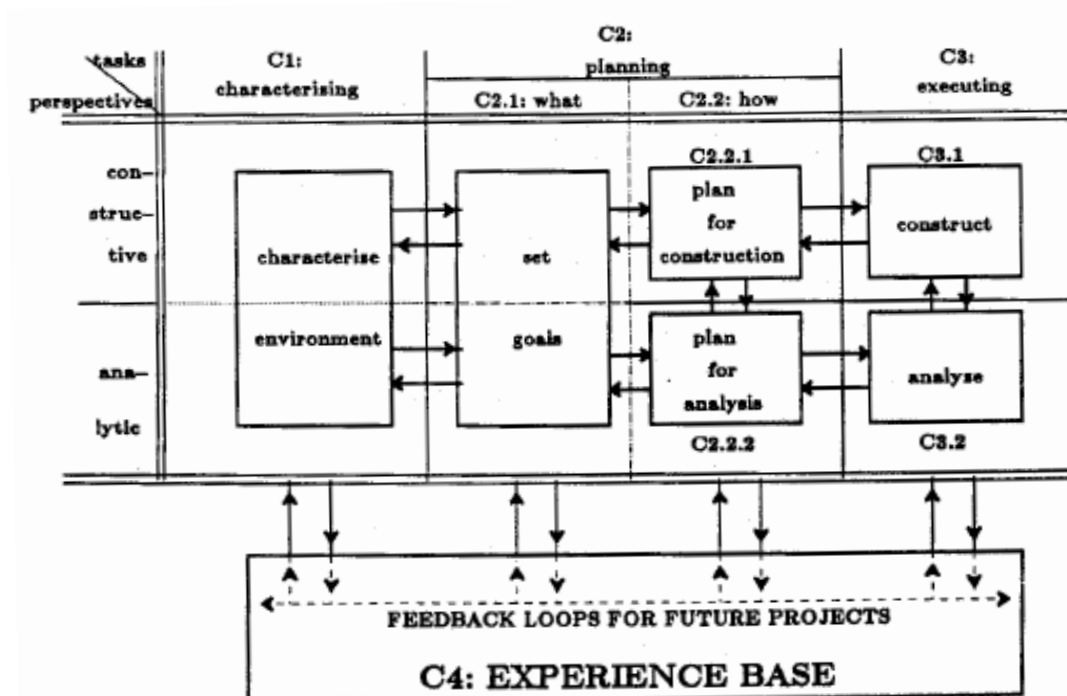 tasks
perspectives
C1:
characterising
C2:
planning
C2.1: what
C2.2: how
C3:
executing
con-
struc-
tive
ana-
lytic
characterise
environment
set
goals
C2.2.1
plan
for
construction
plan
for
analysis
C2.2.2
C3.1
construct
analyse
C3.2
FEEDBACK LOOPS FOR FUTURE PROJECTS
C4: EXPERIENCE BASE